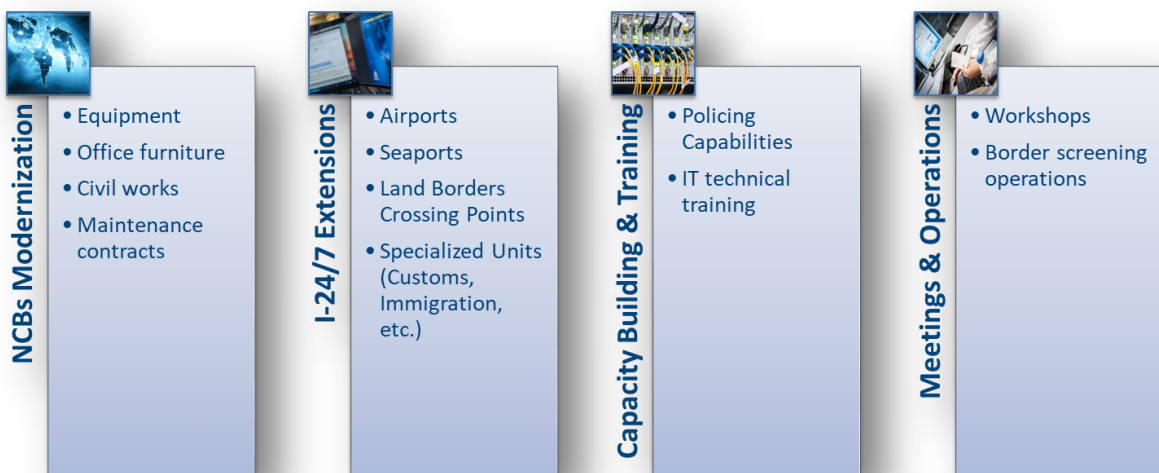 NCBs Modernization
• Equipment
• Office furniture
• Civil works
• Maintenance
contracts
I-24/7 Extensions
• Airports
• Seaports
• Land Borders
Crossing Points
• Specialized Units
(Customs,
Immigration,
etc.)
Capacity Building & Training
• Policing
Capabilities
• IT technical
training
Meetings & Operations
• Workshops
• Border screening
operations